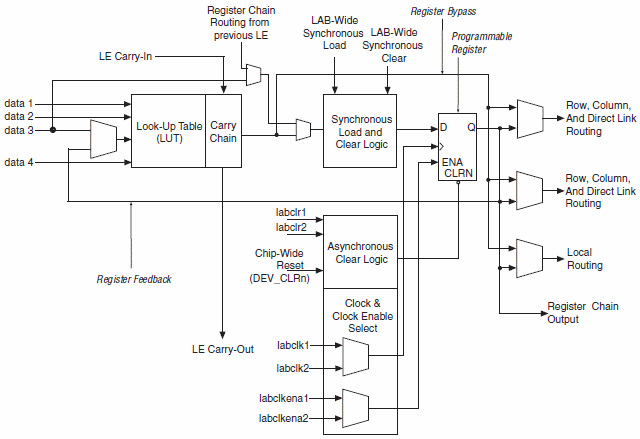 Register Chain
Routing from
previous LE
LAB-Wide
Synchronous
Load
LAB-Wide
Synchronous
Clear
Register Bypass
Programmable
Register
LE Carry-In
data 1
data 2
data 3
data 4
Look-Up Table
(LUT)
Carry
Chain
Synchronous
Load and
Clear Logic
D Q
ENA
CLRN
Row, Column,
And Direct Link
Routing
Row, Column,
And Direct Link
Routing
Local
Routing
Register Chain
Output
labclr1
labclr2
Chip-Wide
Reset
(DEV_CLRn)
Asynchronous
Clear Logic
Register Feedback
Clock &
Clock Enable
Select
LE Carry-Out
labclk1
labclk2
labclkena1
labclkena2